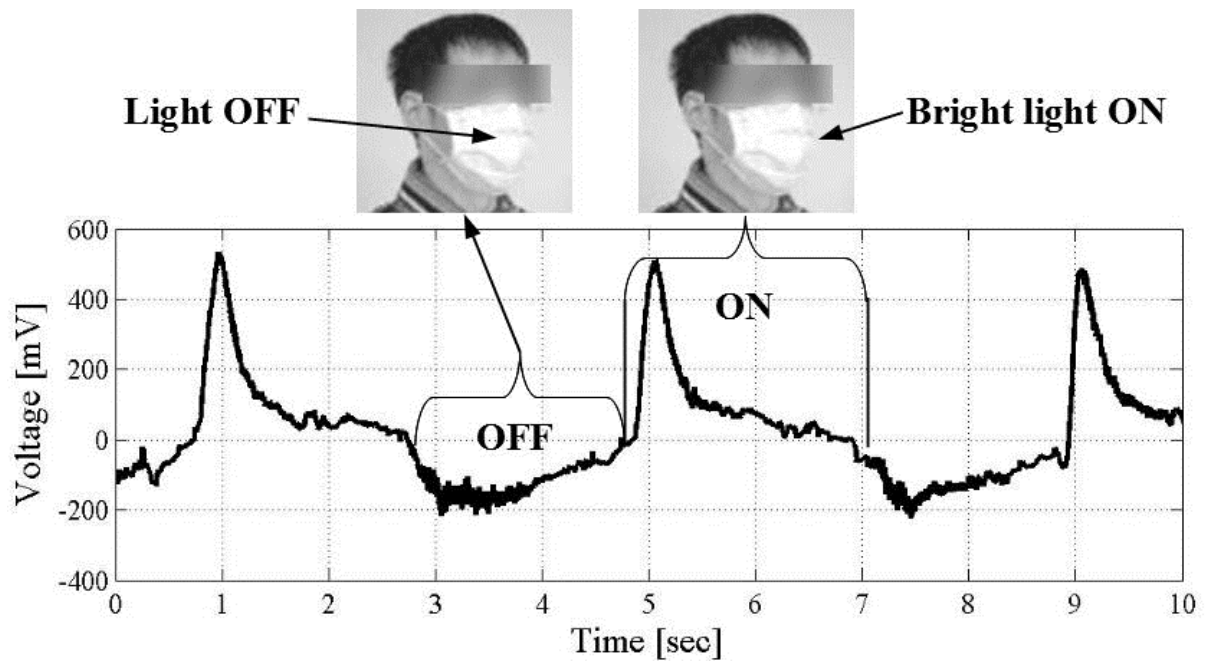 Light OFF
Bright light ON
600
400
200
0
-200
-400
Voltage [mV]
OFF
ON
0 1 2 3 4 5 6 7 8 9 10
Time [sec]